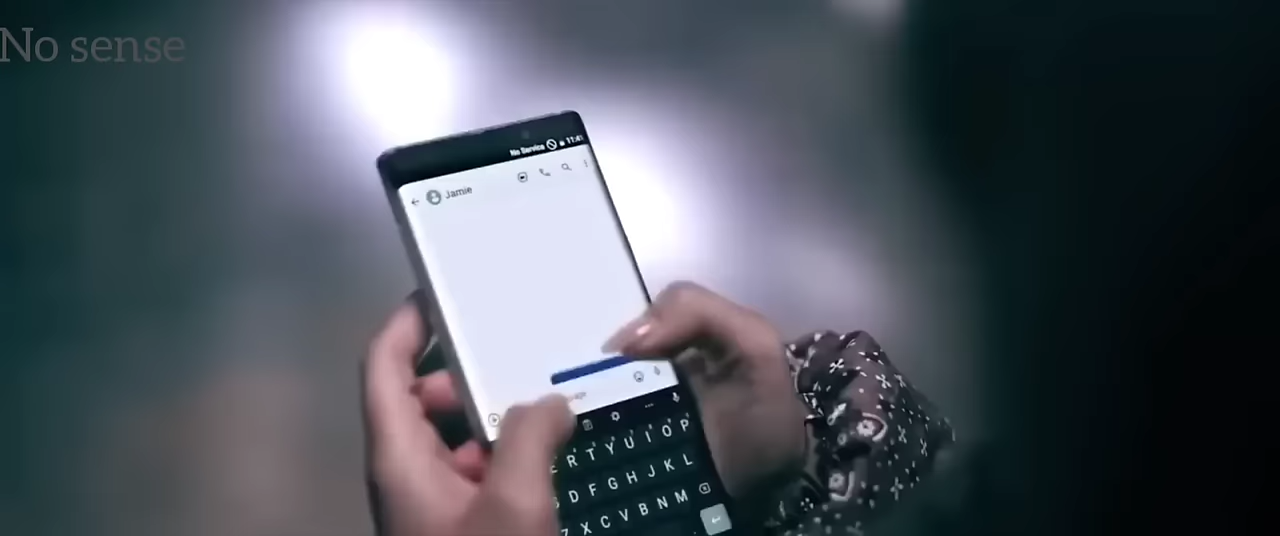 No sense
No Service 11:41
Jamie
E R T Y U I O P
S D F G H J K L
Z X C V B N M